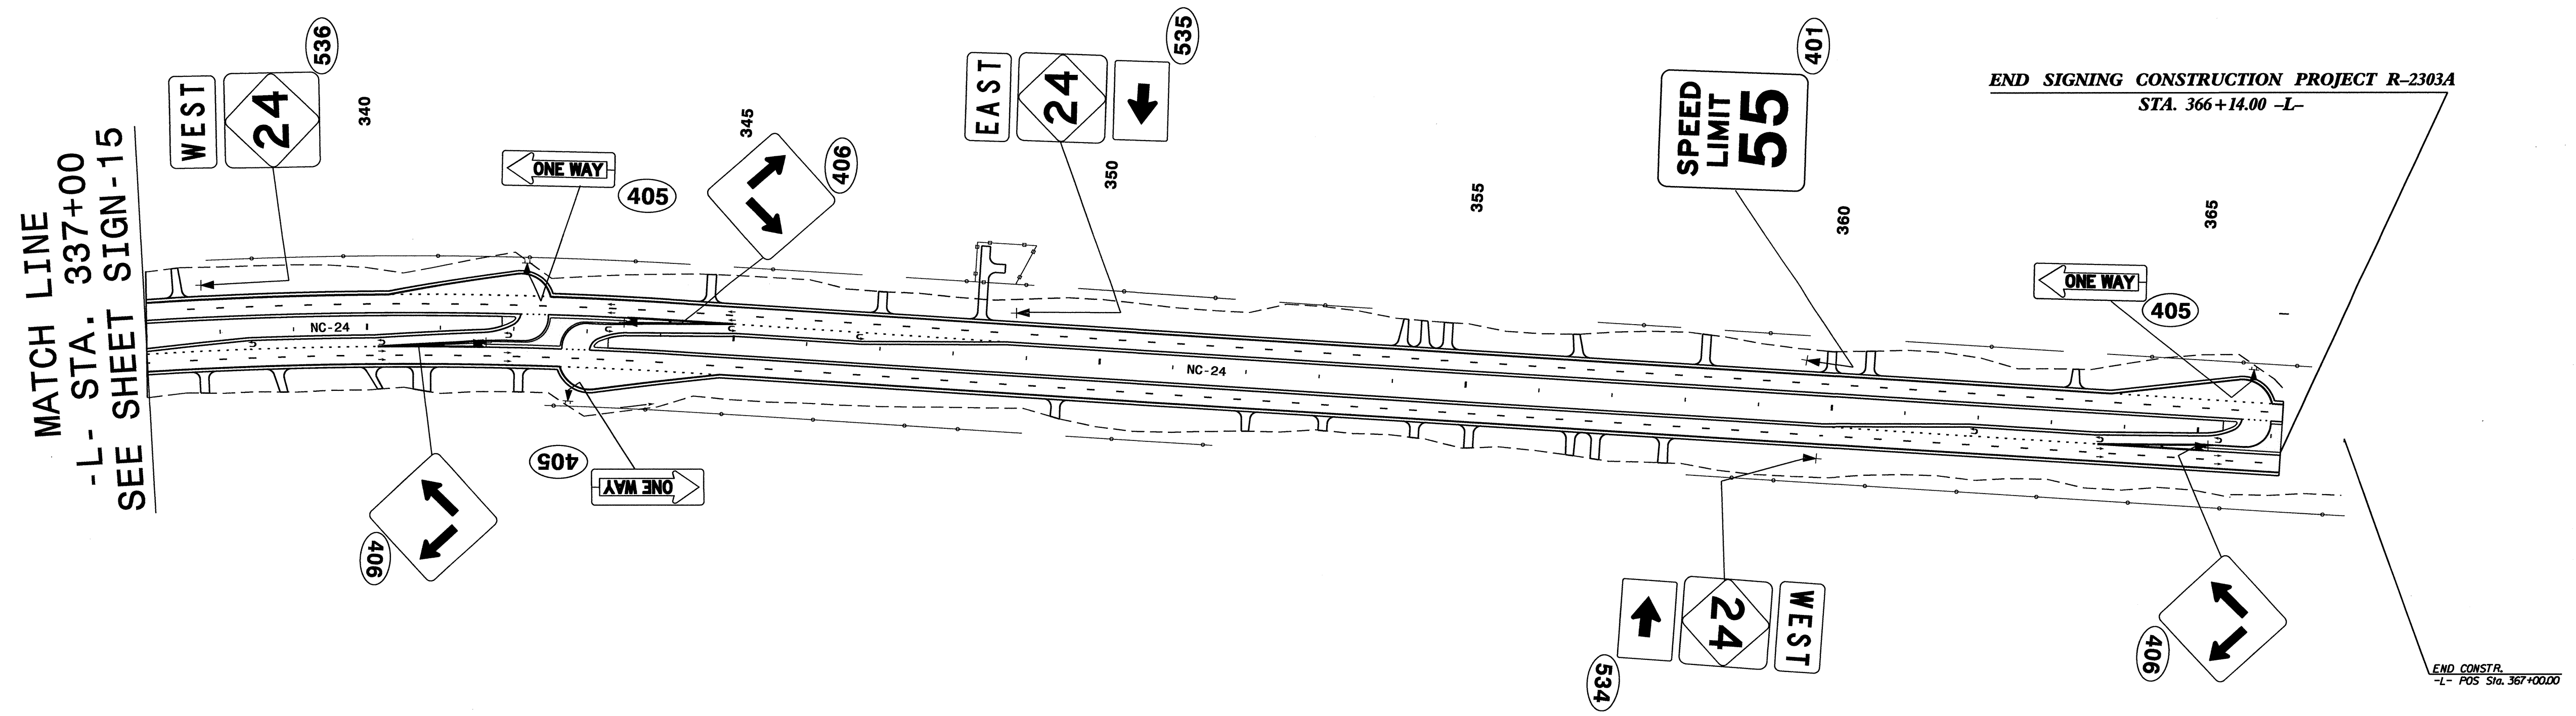 MATCH LINE
-L- STA. 337+00
SEE SHEET SIGN-15
WEST
24
536
340
ONE WAY
405
345
406
EAST
24
535
350
355
SPEED
LIMIT
55
401
360
365
END SIGNING CONSTRUCTION PROJECT R-2303A
STA. 366+14.00 -L-
ONE WAY
405
NC-24
NC-24
406
405
ONE WAY
534
24
WEST
406
END CONSTR.
-L- POS Sta. 367+00.00